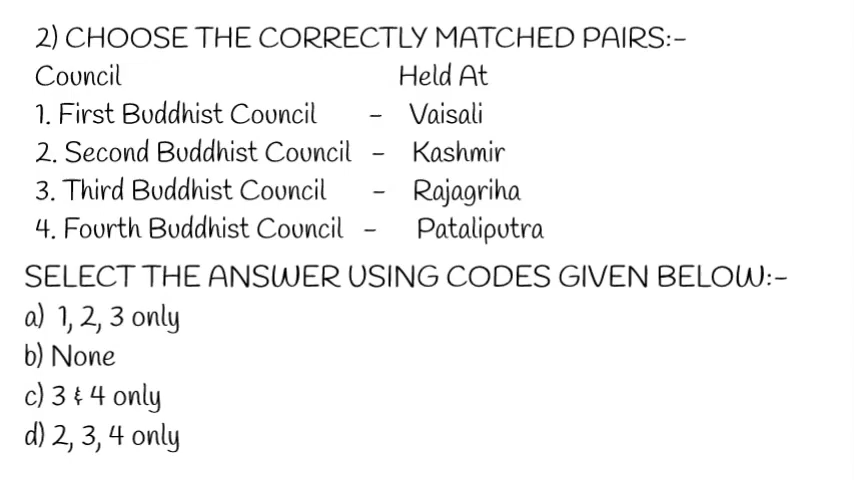 2) CHOOSE THE CORRECTLY MATCHED PAIRS:-
Council Held At
1. First Buddhist Council - Vaisali
2. Second Buddhist Council - Kashmir
3. Third Buddhist Council - Rajagriha
4. Fourth Buddhist Council - Pataliputra
SELECT THE ANSWER USING CODES GIVEN BELOW:-
a) 1, 2, 3 only
b) None
c) 3 & 4 only
d) 2, 3, 4 only